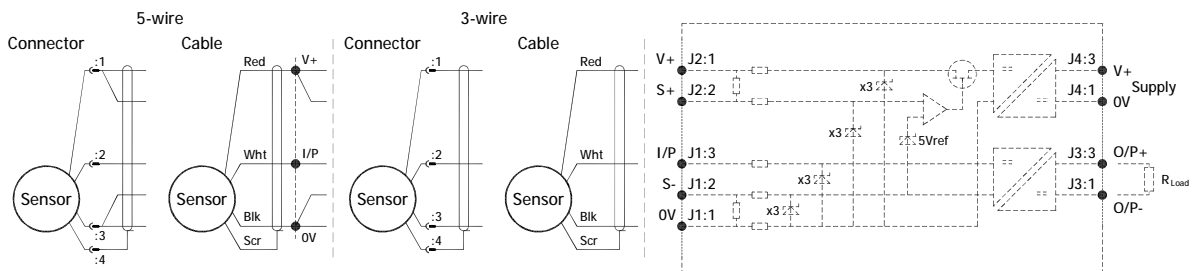 5-wire
3-wire
Connector
Cable
Connector
Cable
:1
Red
V+
:1
Red
:2
Wht
I/P
:2
Wht
Sensor
Sensor
Sensor
Sensor
:3
Blk
0V
:3
Blk
:4
Scr
:4
Scr
V+ J2:1
S+ J2:2
I/P J1:3
S- J1:2
0V J1:1
x3
x3
x3
x3
5Vref
J4:3 V+
Supply
J4:1 0V
J3:3 O/P+
J3:1 O/P-
RLoad